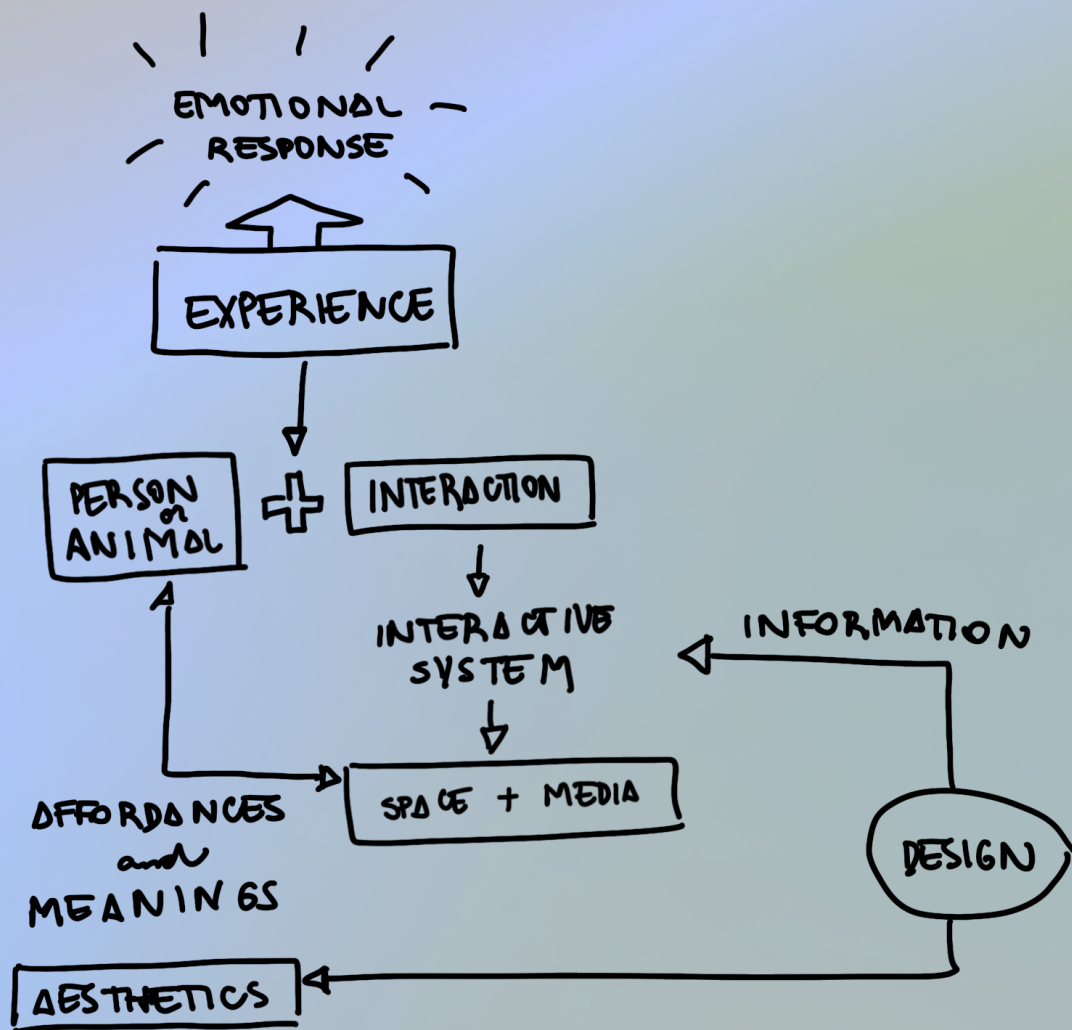 EMOTIONAL
RESPONSE
EXPERIENCE
PERSON
or
ANIMAL
INTERACTION
INTERACTIVE
SYSTEM
INFORMATION
SPACE + MEDIA
AFFORDANCES
and
MEANINGS
DESIGN
AESTHETICS